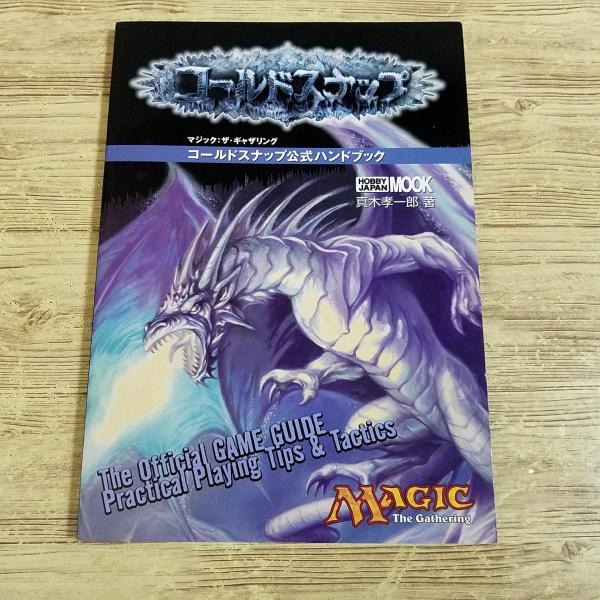 コールドスナップ
マジック：ザ・ギャザリング
コールドスナップ公式ハンドブック
HOBBY JAPAN MOOK
真木孝一郎 著
The Official GAME GUIDE
Practical Playing Tips & Tactics
MAGIC
The Gathering